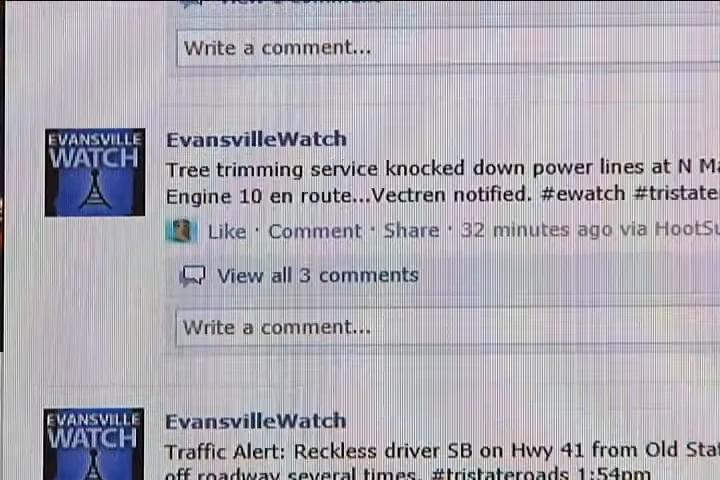 Write a comment...
EVANSVILLE
WATCH
EvansvilleWatch
Tree trimming service knocked down power lines at N
Engine 10 en route...Vectren notified. #ewatch #tristate
Like · Comment · Share · 32 minutes ago via HootSu
View all 3 comments
Write a comment...
EVANSVILLE
WATCH
EvansvilleWatch
Traffic Alert: Reckless driver SB on Hwy 41 from Old Stat
off roadway several times. #tristateroads 1:54pm